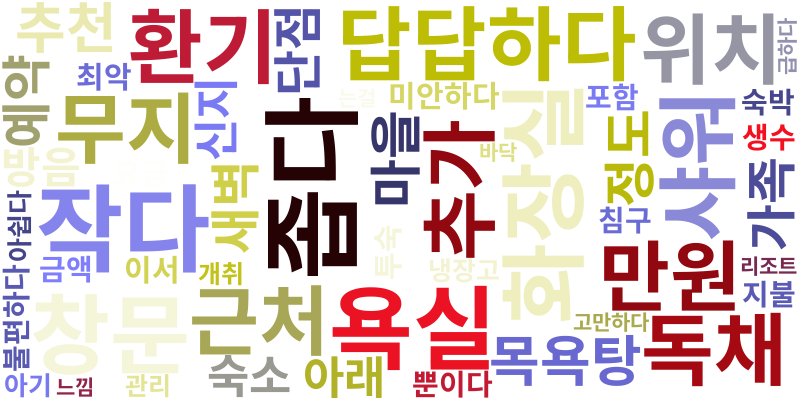 추천
환기
단점
답답하다
위치
급하다
예약
최악
신지
는걸
미안하다
포함
숙박
무지
좁다
마을
추가
바닥
화장실
정도
샤워
생수
방음
가족
작다
새벽
아쉽다
투숙
침구
금액
이서
개취
냉장고
만원
리조트
지불
불편하다
창문
근처
욕실
고만하다
목욕탕
독채
아기
느낌
관리
숙소
아래
뿐이다